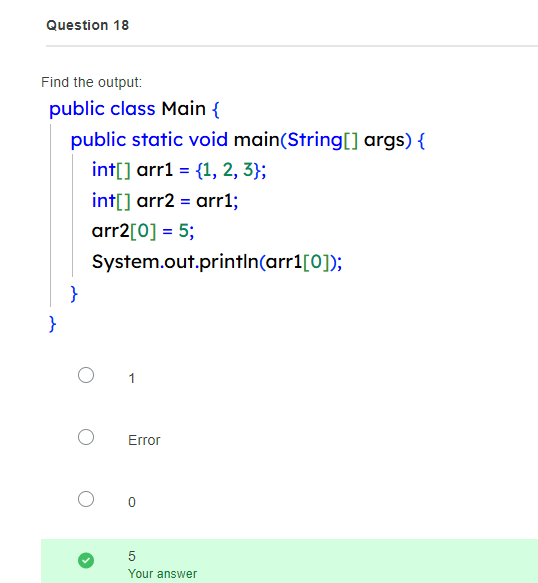 Question 18
Find the output:
public class Main {
public static void main(String[] args) {
int[] arr1 = {1, 2, 3};
int[] arr2 = arr1;
arr2[0] = 5;
System.out.println(arr1[0]);
}
}
1
Error
0
5
Your answer